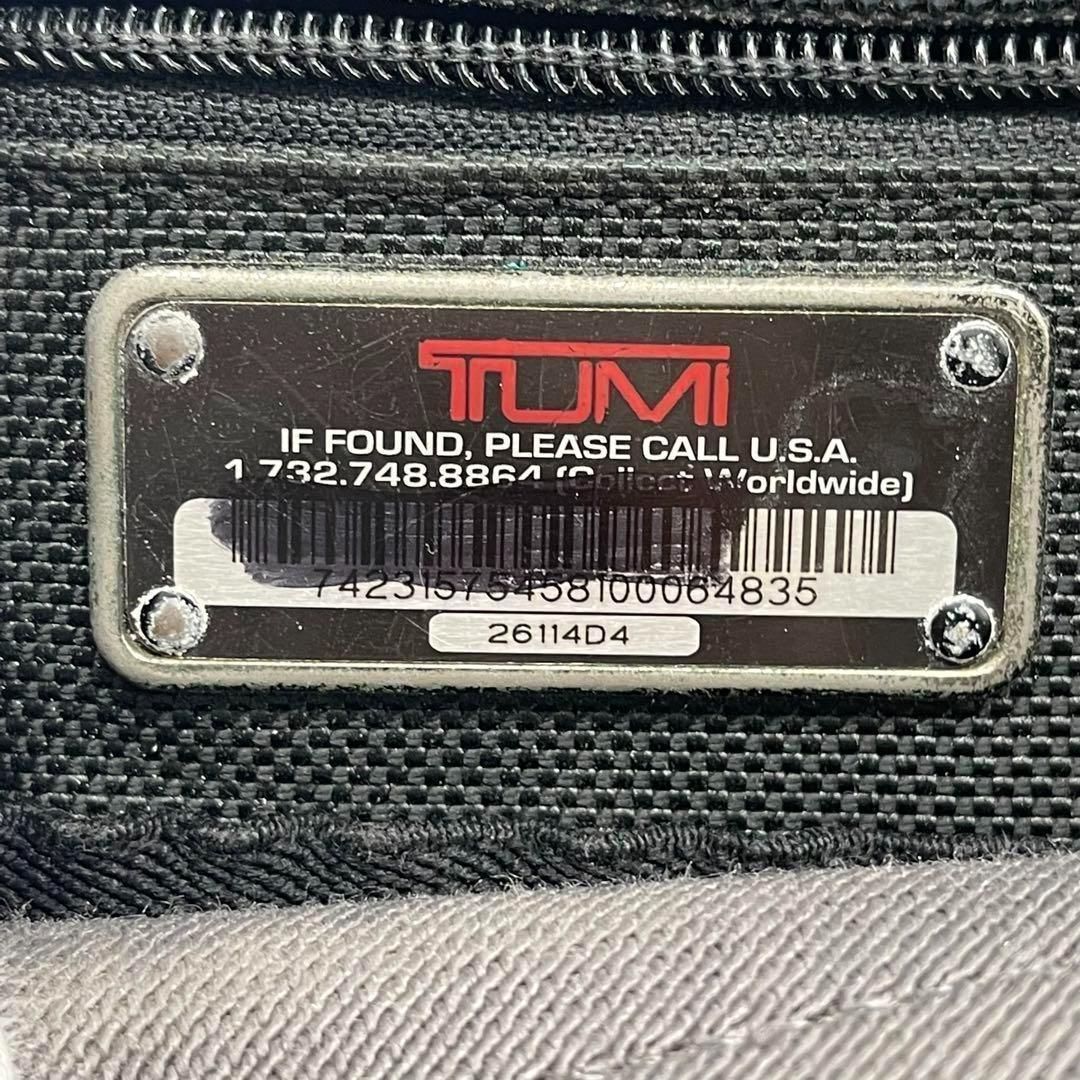 TUMI
IF FOUND, PLEASE CALL U.S.A.
1.732.748.8864 (Collect Worldwide)
74231575458100064835
26114D4